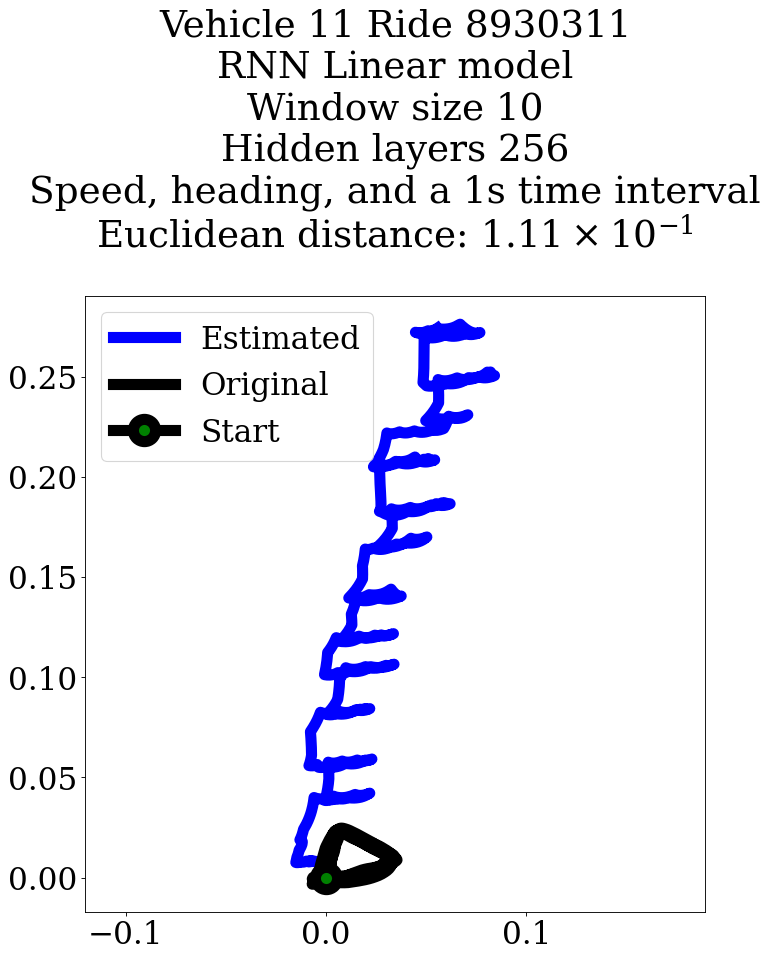 Vehicle 11 Ride 8930311
RNN Linear model
Window size 10
Hidden layers 256
Speed, heading, and a 1s time interval
Euclidean distance: 1.11 × 10⁻¹
Estimated
Original
Start
0.25
0.20
0.15
0.10
0.05
0.00
−0.1
0.0
0.1